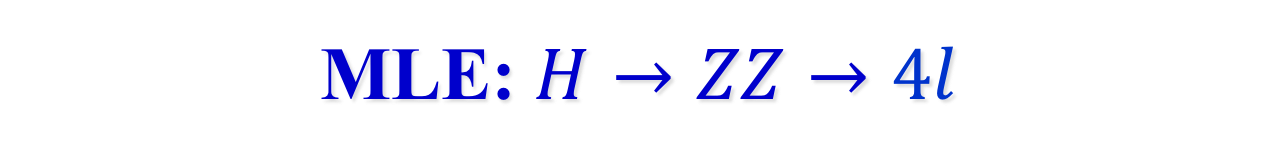 MLE: H → ZZ → 4l